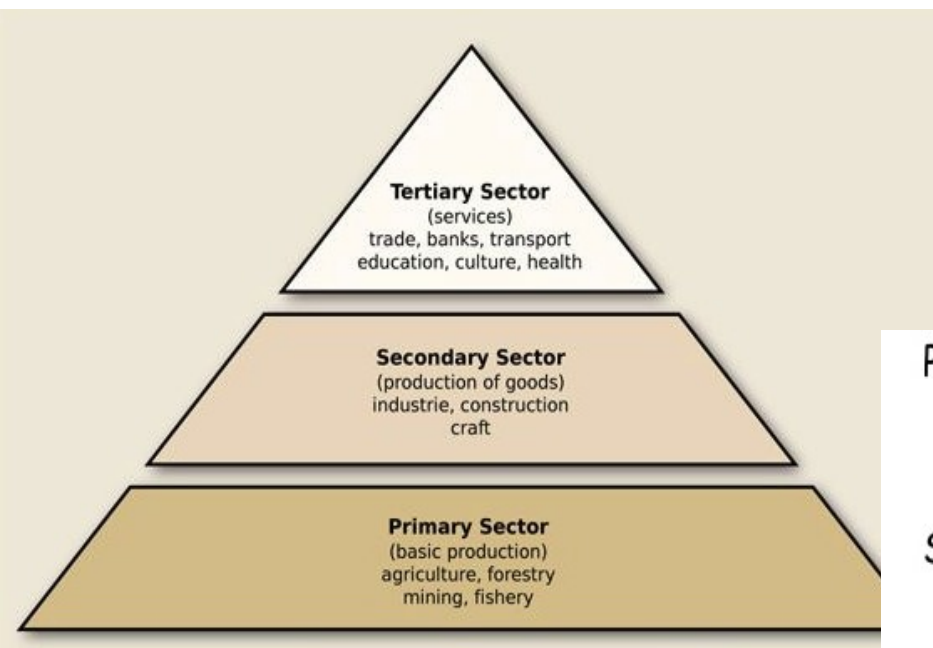 Tertiary Sector
(services)
trade, banks, transport
education, culture, health
Secondary Sector
(production of goods)
industrie, construction
craft
Primary Sector
(basic production)
agriculture, forestry
mining, fishery